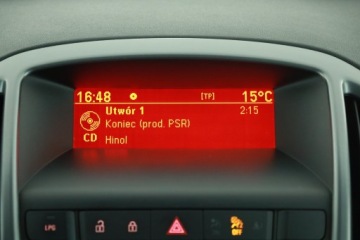 16:48 [TP] 15°C
Utwór 1 2:15
Koniec (prod. PSR)
CD Hinol
LPG